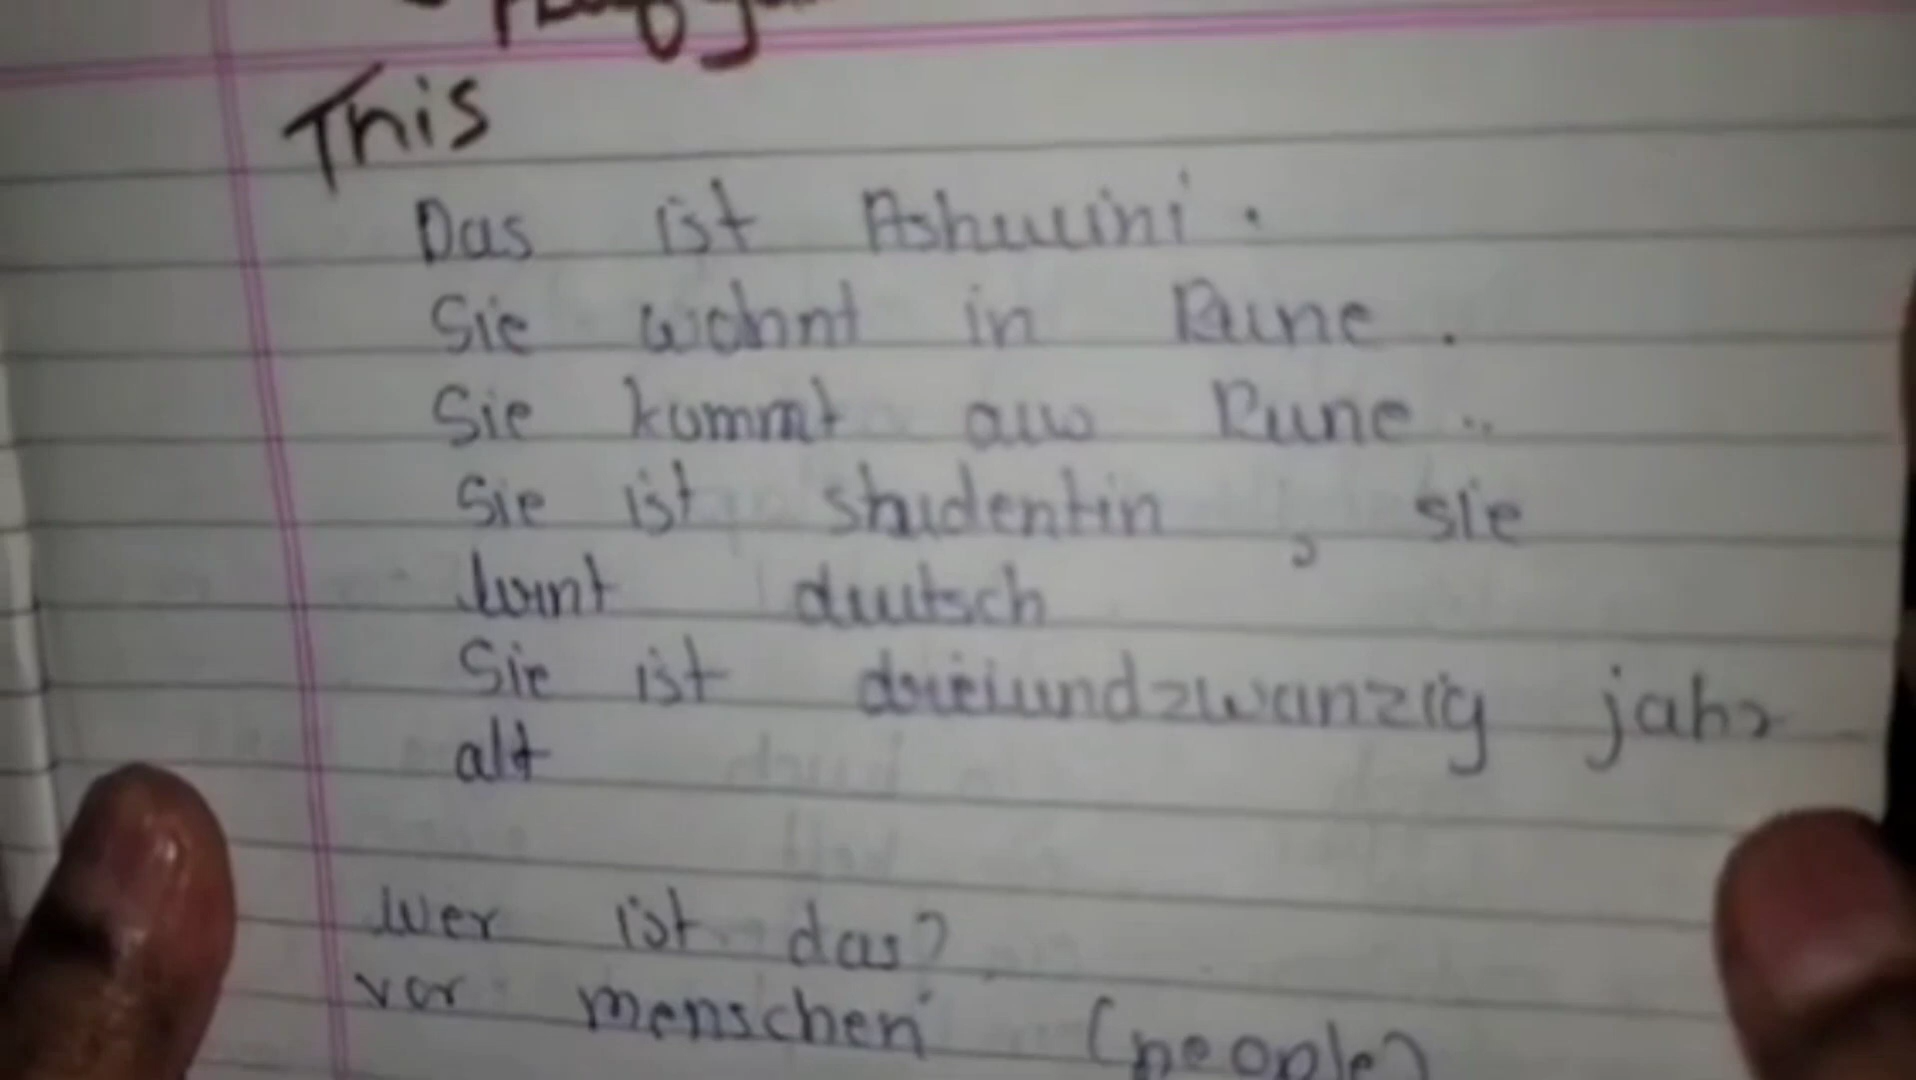 This
Das ist Ashwini.
Sie wohnt in Pune.
Sie kommt aus Pune..
Sie ist studentin, sie
lernt deutsch
Sie ist dreiundzwanzig jahr
alt
Wer ist das?
vor menschen (people)